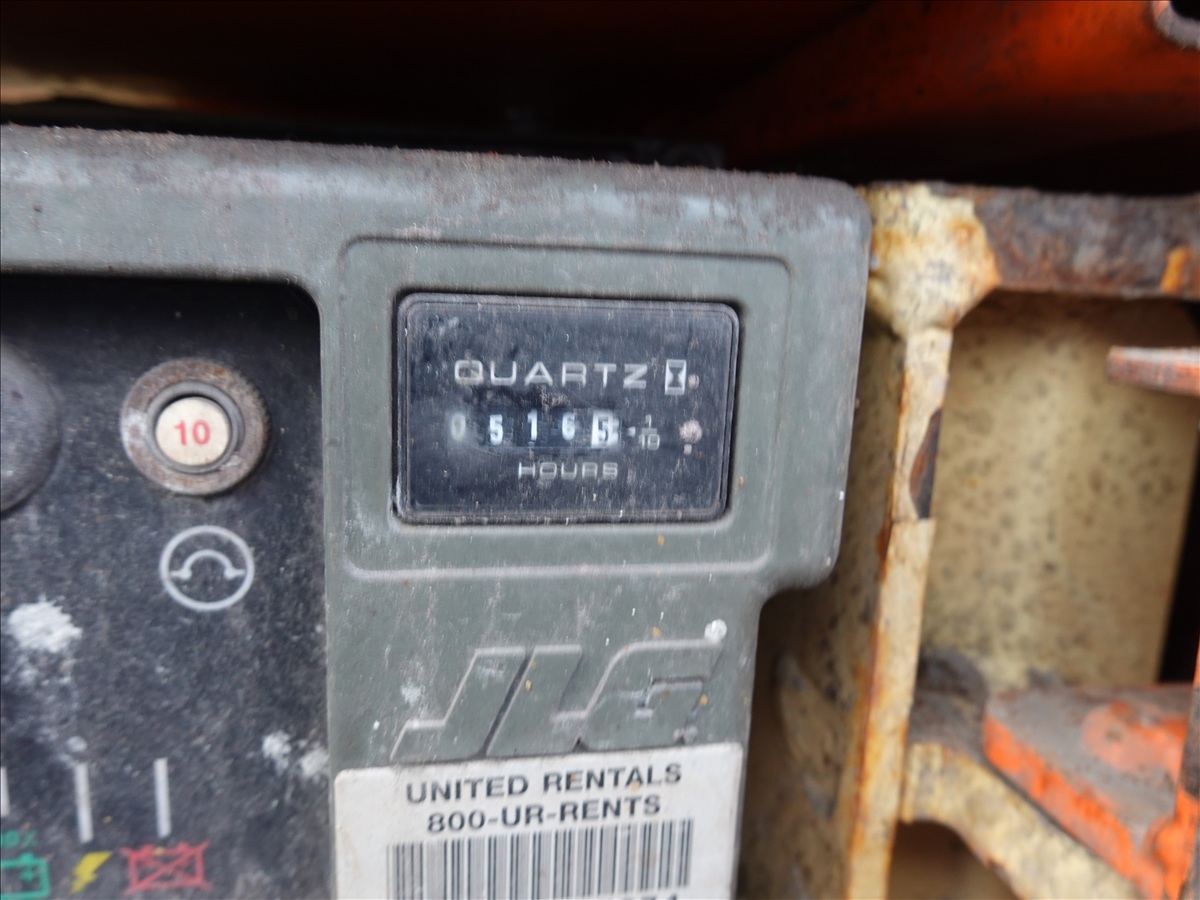 QUARTZ
05165 1/10
HOURS
10
JLG
UNITED RENTALS
800-UR-RENTS